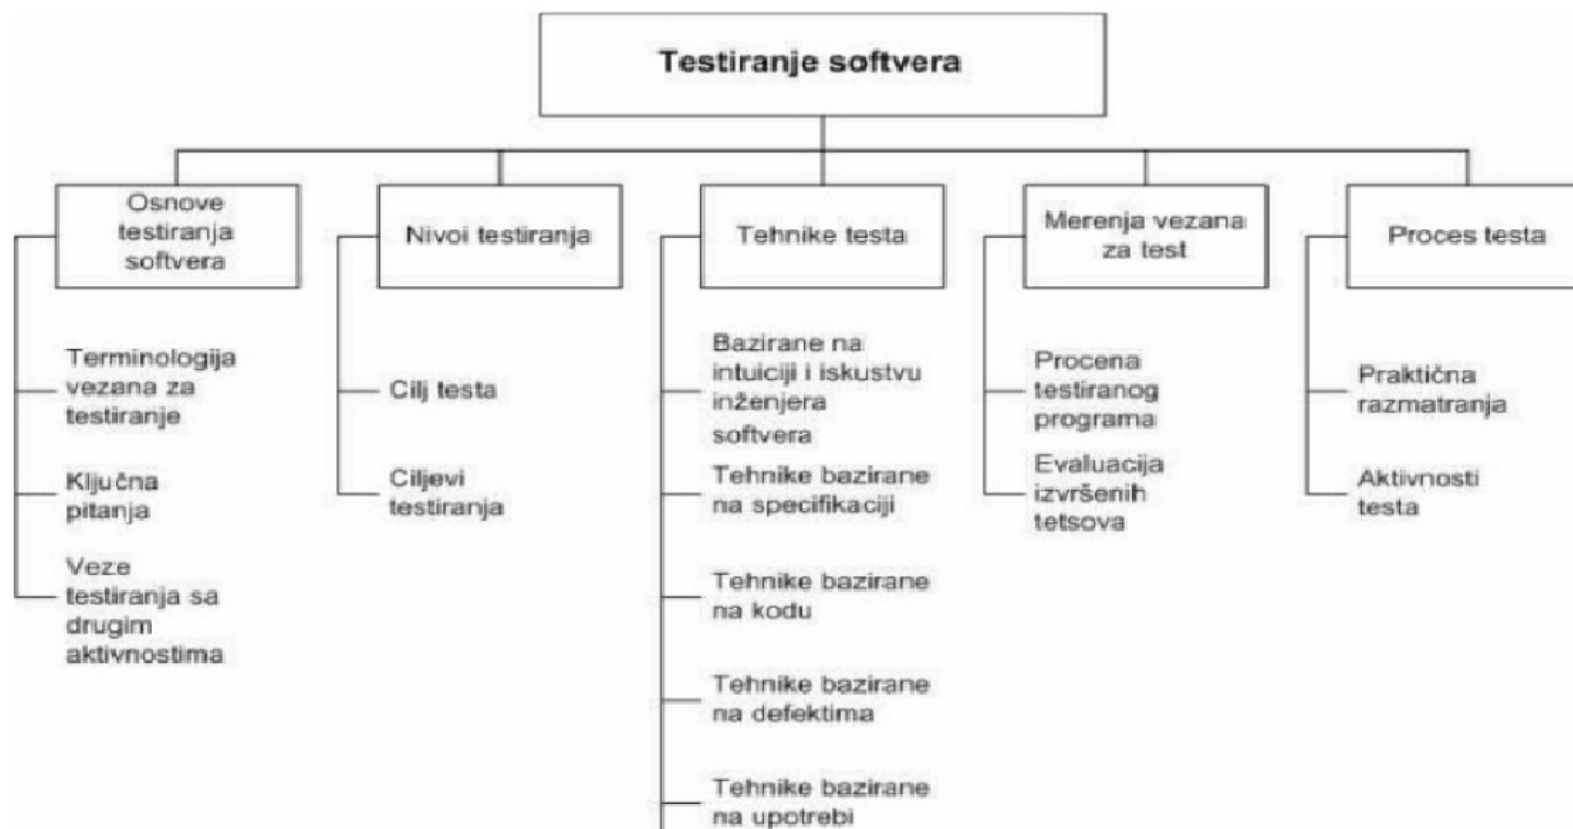 Testiranje softvera
Osnove
testiranja
softvera
Terminologija
vezana za
testiranje
Ključna
pitanja
Veze
testiranja sa
drugim
aktivnostima
Nivoi testiranja
Cilj testa
Ciljevi
testiranja
Tehnike testa
Bazirane na
intuiciji i iskustvu
inženjera
softvera
Tehnike bazirane
na specifikaciji
Tehnike bazirane
na kodu
Tehnike bazirane
na defektima
Tehnike bazirane
na upotrebi
Merenja vezana
za test
Procena
testiranog
programa
Evaluacija
izvršenih
tetsova
Proces testa
Praktična
razmatranja
Aktivnosti
testa